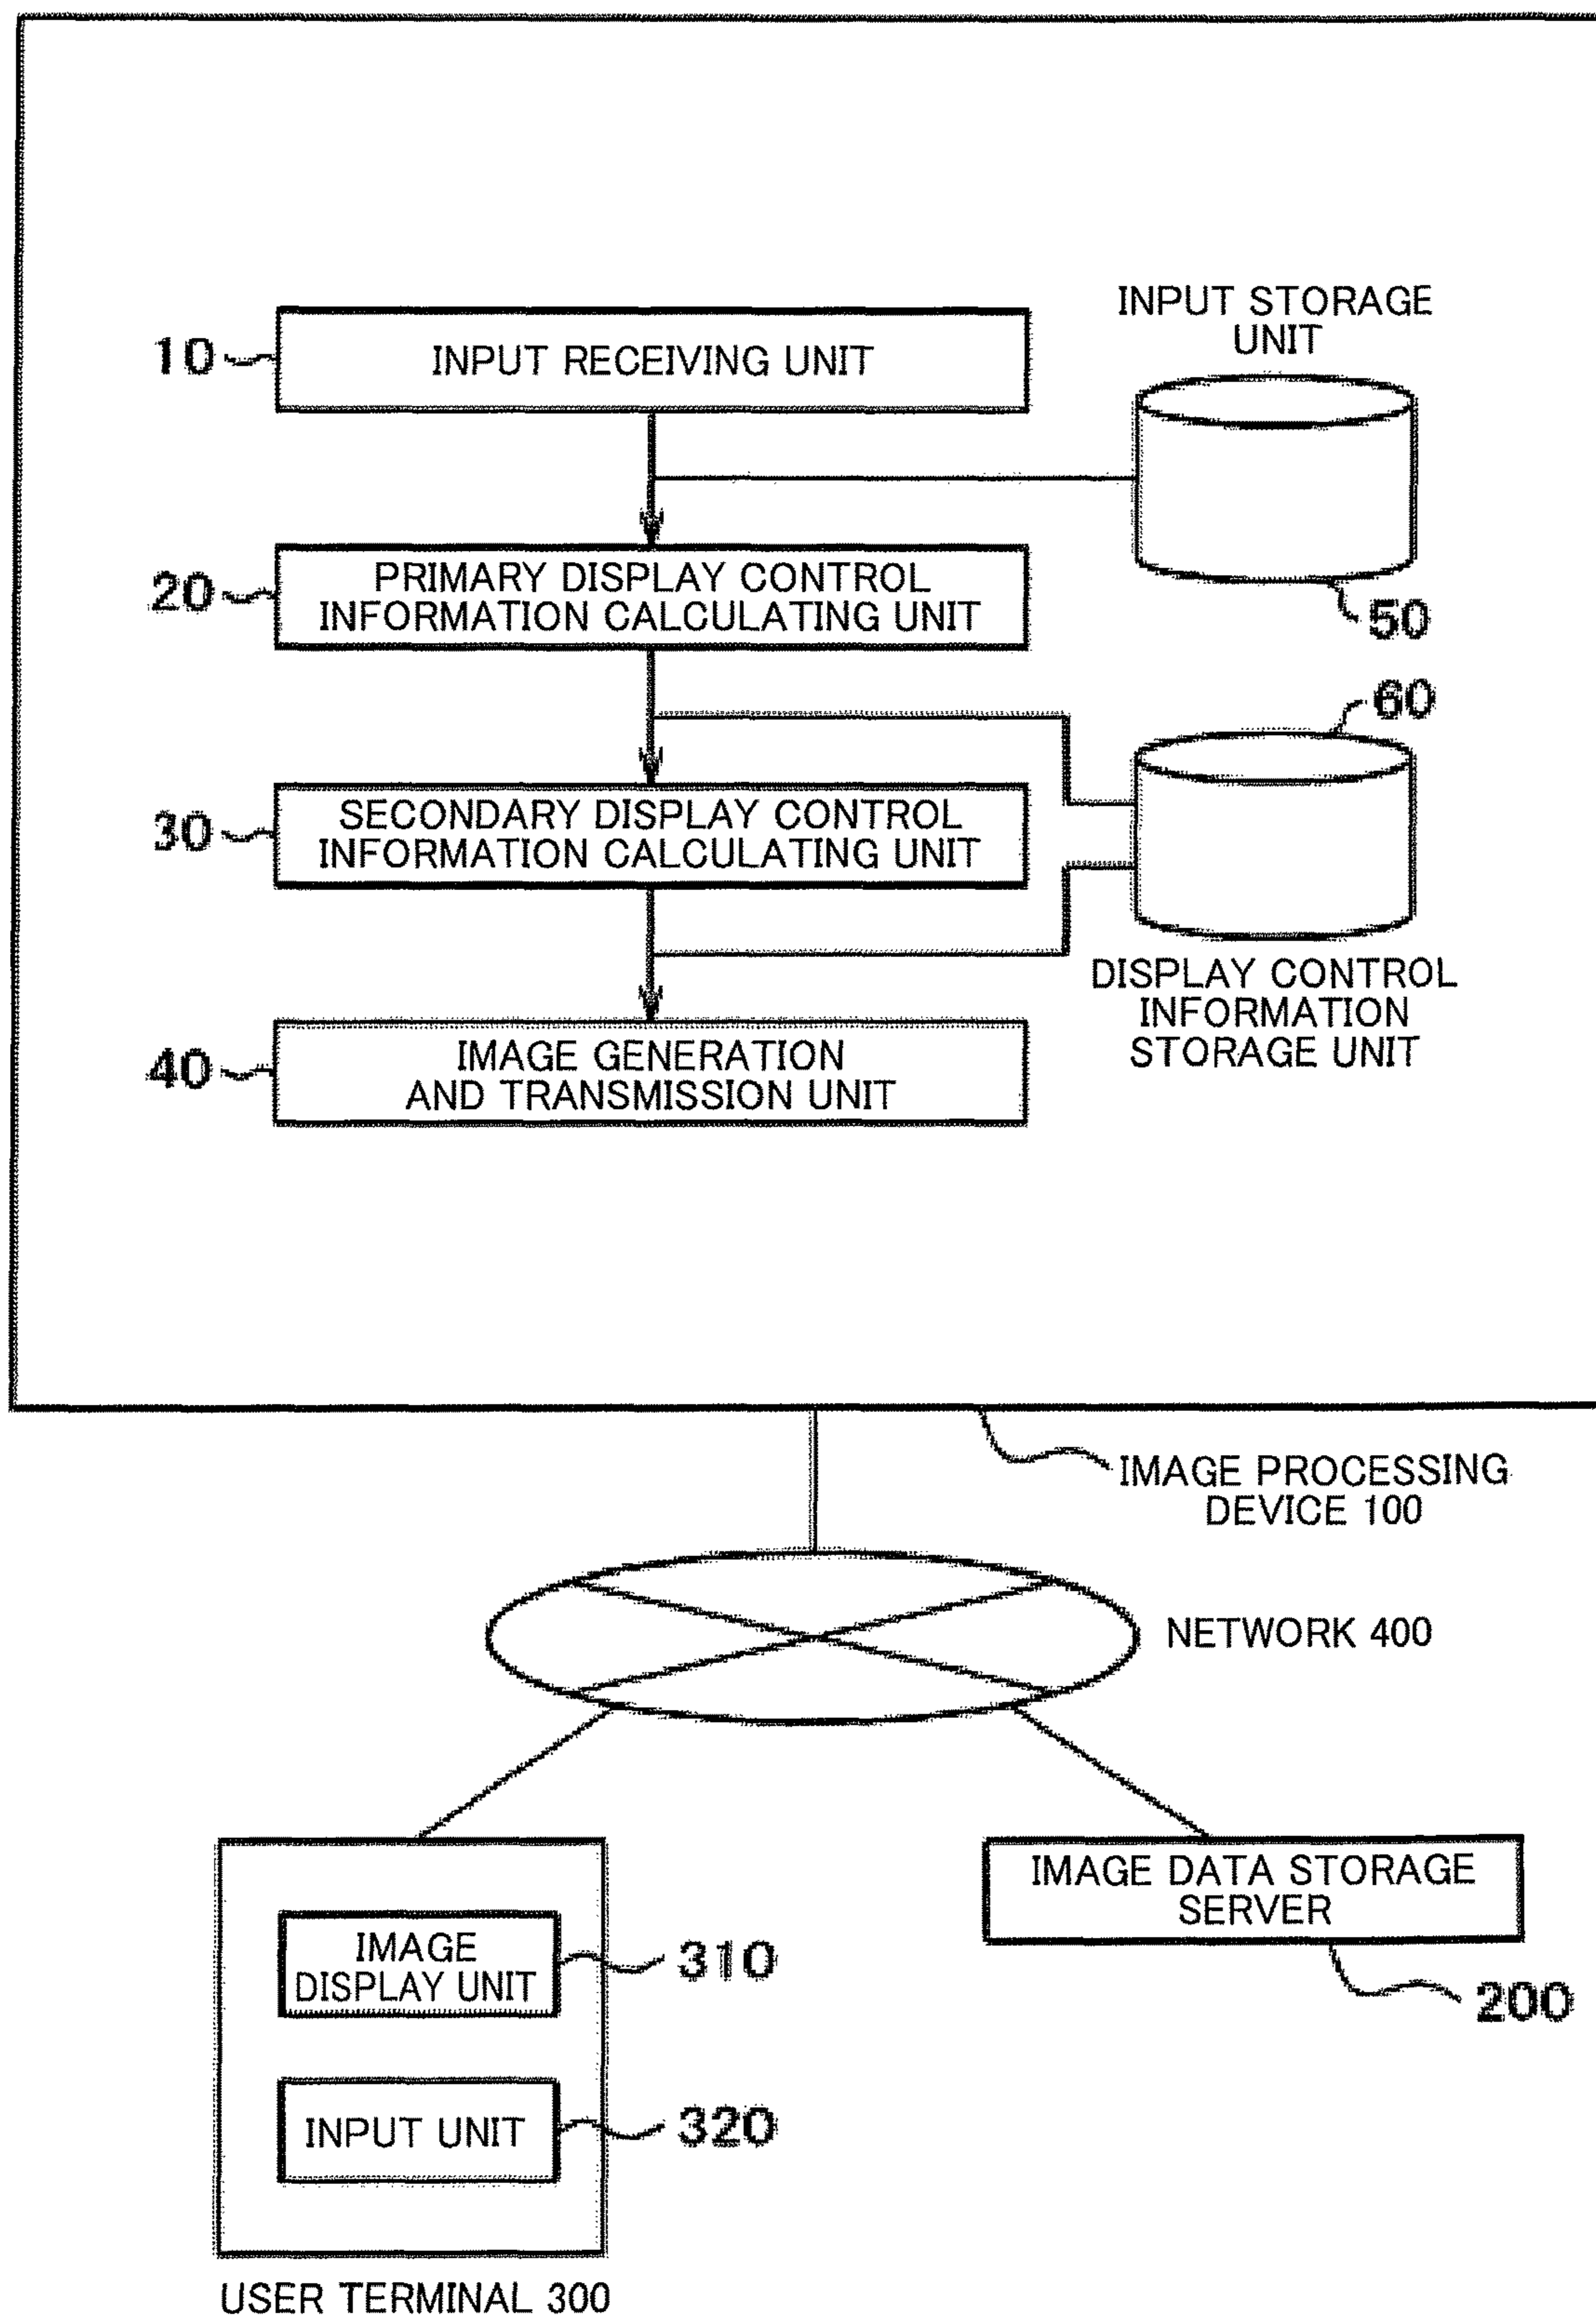 INPUT STORAGE
UNIT
10
INPUT RECEIVING UNIT
20
PRIMARY DISPLAY CONTROL
INFORMATION CALCULATING UNIT
50
60
30
SECONDARY DISPLAY CONTROL
INFORMATION CALCULATING UNIT
DISPLAY CONTROL
INFORMATION
STORAGE UNIT
40
IMAGE GENERATION
AND TRANSMISSION UNIT
IMAGE PROCESSING
DEVICE 100
NETWORK 400
IMAGE DATA STORAGE
SERVER
200
IMAGE
DISPLAY UNIT
310
INPUT UNIT
320
USER TERMINAL 300